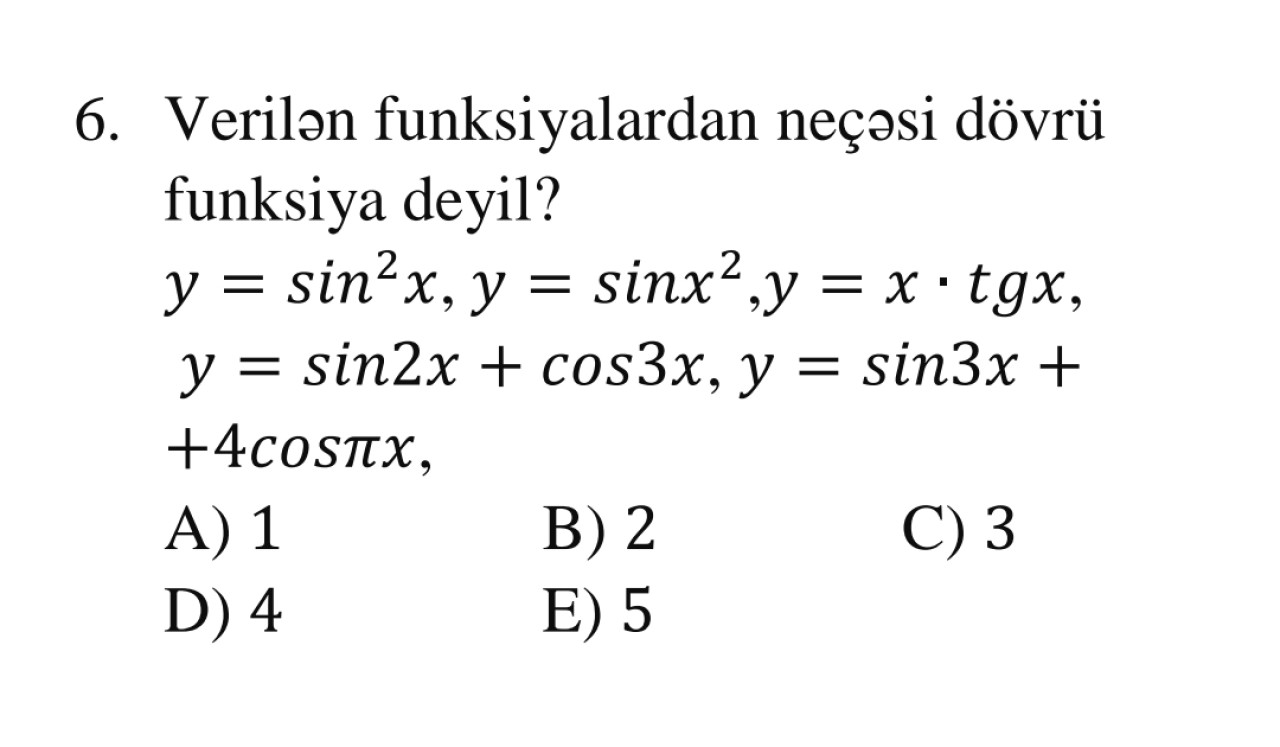 6. Verilən funksiyalardan neçəsi dövrü
funksiya deyil?
y = sin²x, y = sinx²,y = x · tgx,
y = sin2x + cos3x, y = sin3x +
+4cosπx,
A) 1 B) 2 C) 3
D) 4 E) 5